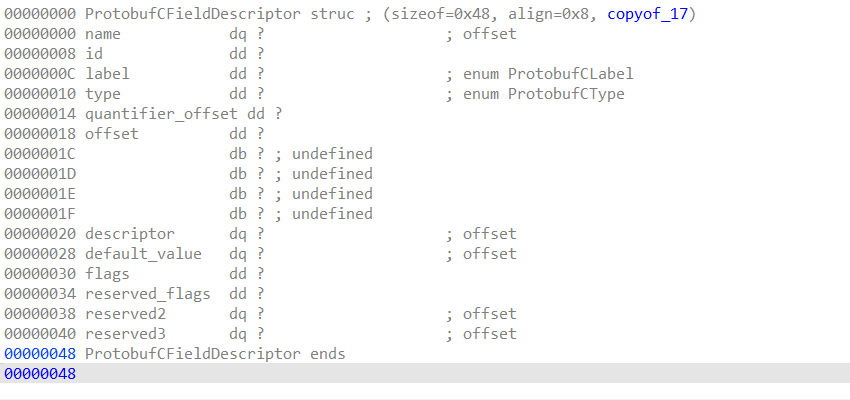 00000000 ProtobufCFieldDescriptor struc ; (sizeof=0x48, align=0x8, copyof_17)
00000000 name            dq ?                    ; offset
00000008 id              dd ?
0000000C label           dd ?                    ; enum ProtobufCLabel
00000010 type            dd ?                    ; enum ProtobufCType
00000014 quantifier_offset dd ?
00000018 offset          dd ?
0000001C                 db ? ; undefined
0000001D                 db ? ; undefined
0000001E                 db ? ; undefined
0000001F                 db ? ; undefined
00000020 descriptor      dq ?                    ; offset
00000028 default_value   dq ?                    ; offset
00000030 flags           dd ?
00000034 reserved_flags  dd ?
00000038 reserved2       dq ?                    ; offset
00000040 reserved3       dq ?                    ; offset
00000048 ProtobufCFieldDescriptor ends
00000048